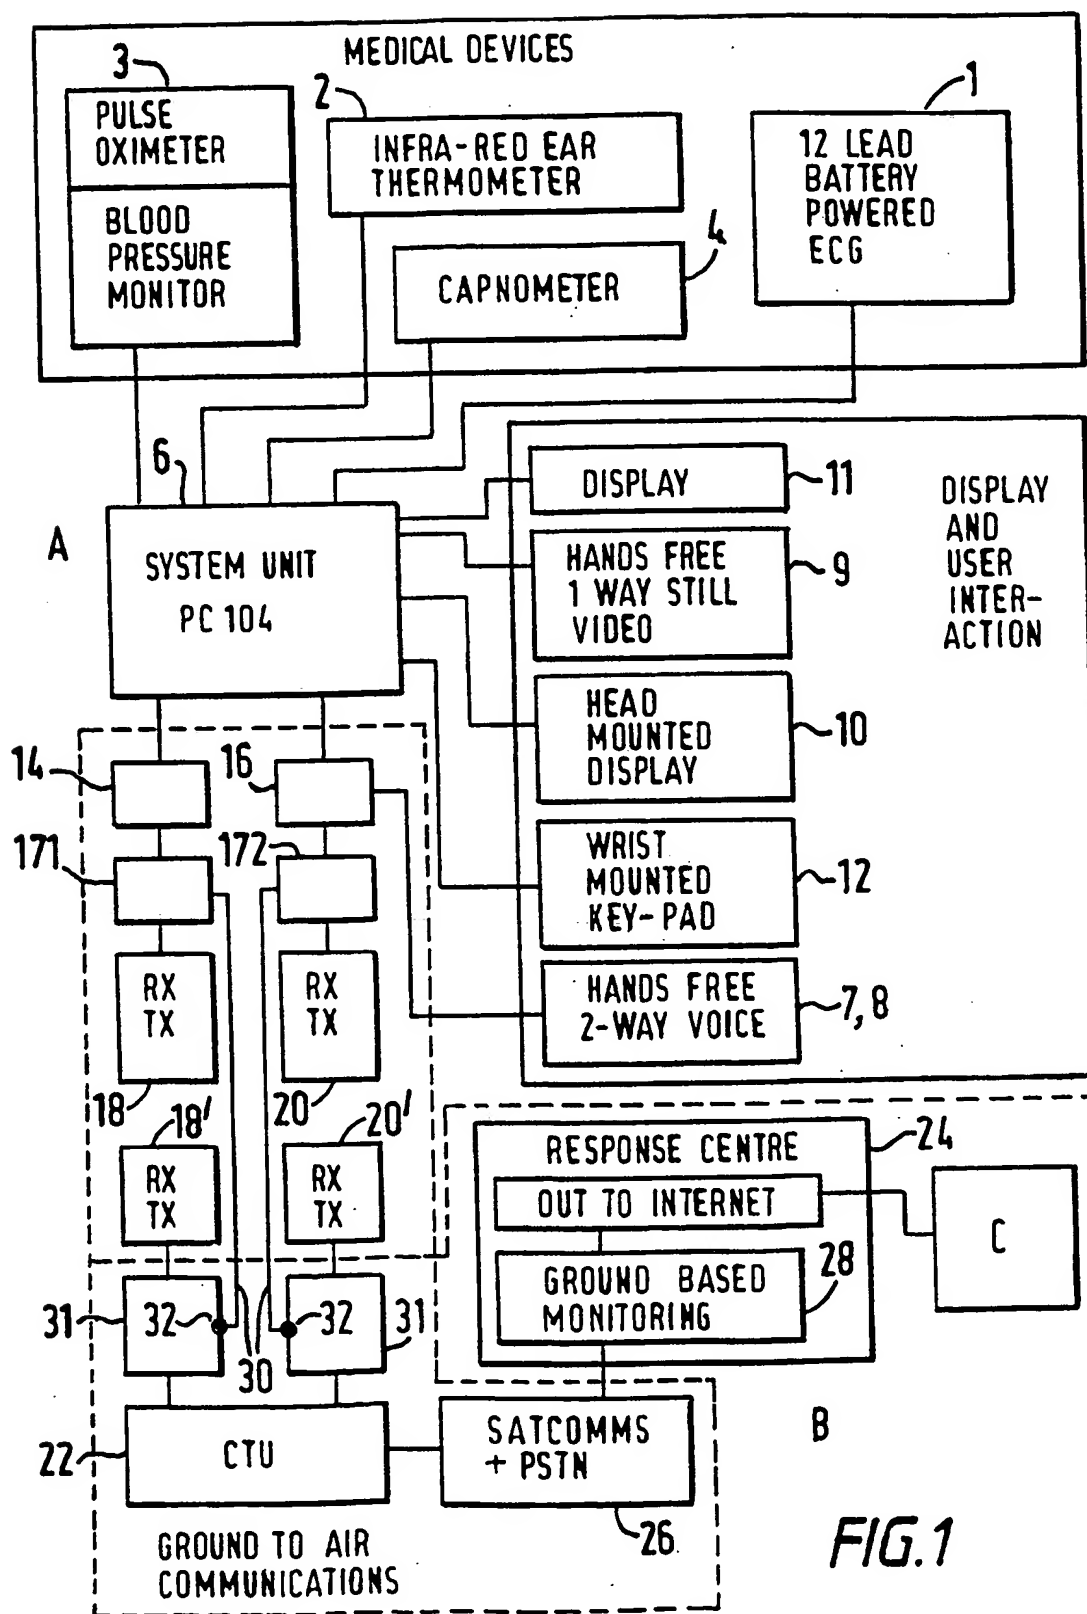 MEDICAL DEVICES
3
PULSE
OXIMETER
BLOOD
PRESSURE
MONITOR
2
INFRA-RED EAR
THERMOMETER
4
CAPNOMETER
1
12 LEAD
BATTERY
POWERED
ECG
6
A
SYSTEM UNIT
PC 104
DISPLAY
11
HANDS FREE
1 WAY STILL
VIDEO
9
HEAD
MOUNTED
DISPLAY
10
WRIST
MOUNTED
KEY-PAD
12
HANDS FREE
2-WAY VOICE
7, 8
DISPLAY
AND
USER
INTER-
ACTION
14
16
171
172
RX
TX
18
RX
TX
20
18'
RX
TX
20'
RX
TX
31
32
30
32
31
22
CTU
SATCOMMS
+ PSTN
26
RESPONSE CENTRE
24
OUT TO INTERNET
GROUND BASED
MONITORING
28
C
B
GROUND TO AIR
COMMUNICATIONS
FIG.1